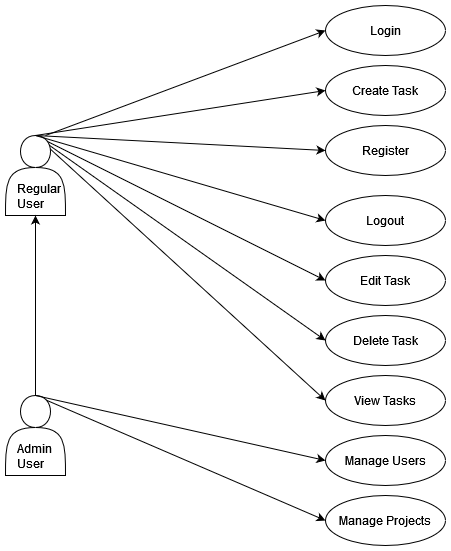 Login
Create Task
Register
Regular
User
Logout
Edit Task
Delete Task
View Tasks
Admin
User
Manage Users
Manage Projects